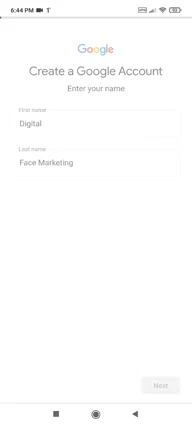 6:44 PM
Google
Create a Google Account
Enter your name
First name
Digital
Last name
Face Marketing
Next